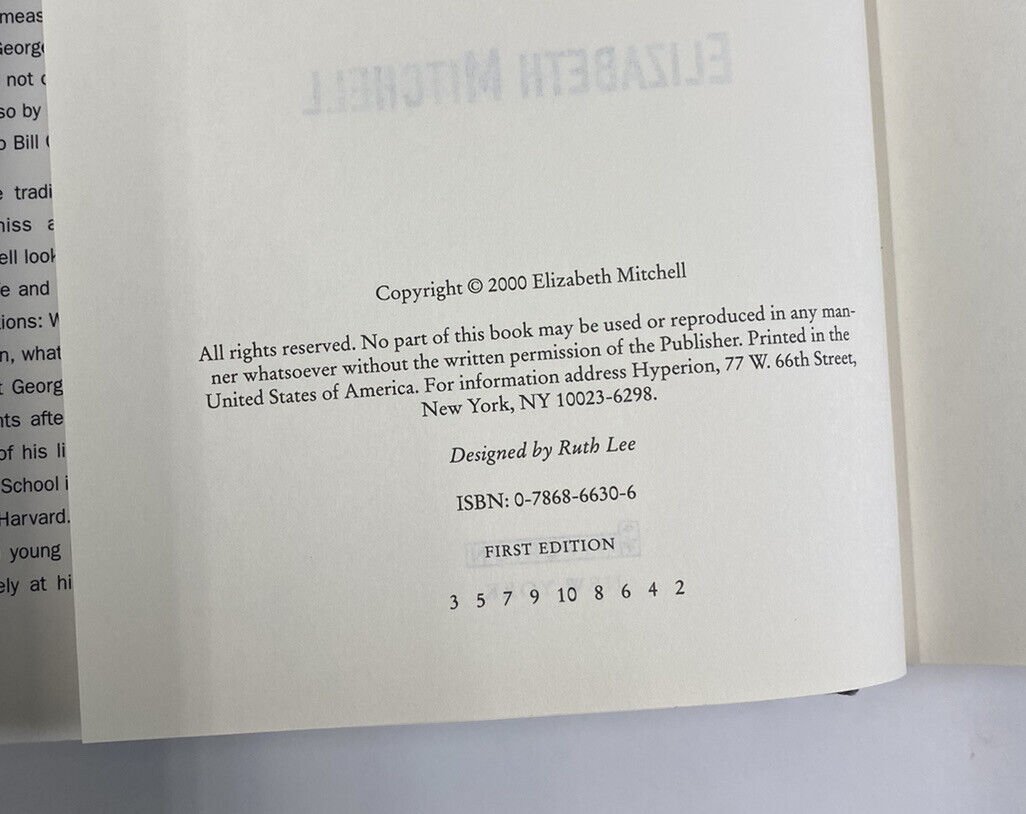 meas
Georg
not
so by
Bill
tradi
miss a
ell look
e and
ions: W
n, what
t Georg
nts afte
of his li
School i
Harvard.
young
ely at hi
ELIZABETH MITCHELL
Copyright © 2000 Elizabeth Mitchell
All rights reserved. No part of this book may be used or reproduced in any man-
ner whatsoever without the written permission of the Publisher. Printed in the
United States of America. For information address Hyperion, 77 W. 66th Street,
New York, NY 10023-6298.
Designed by Ruth Lee
ISBN: 0-7868-6630-6
FIRST EDITION
3 5 7 9 10 8 6 4 2